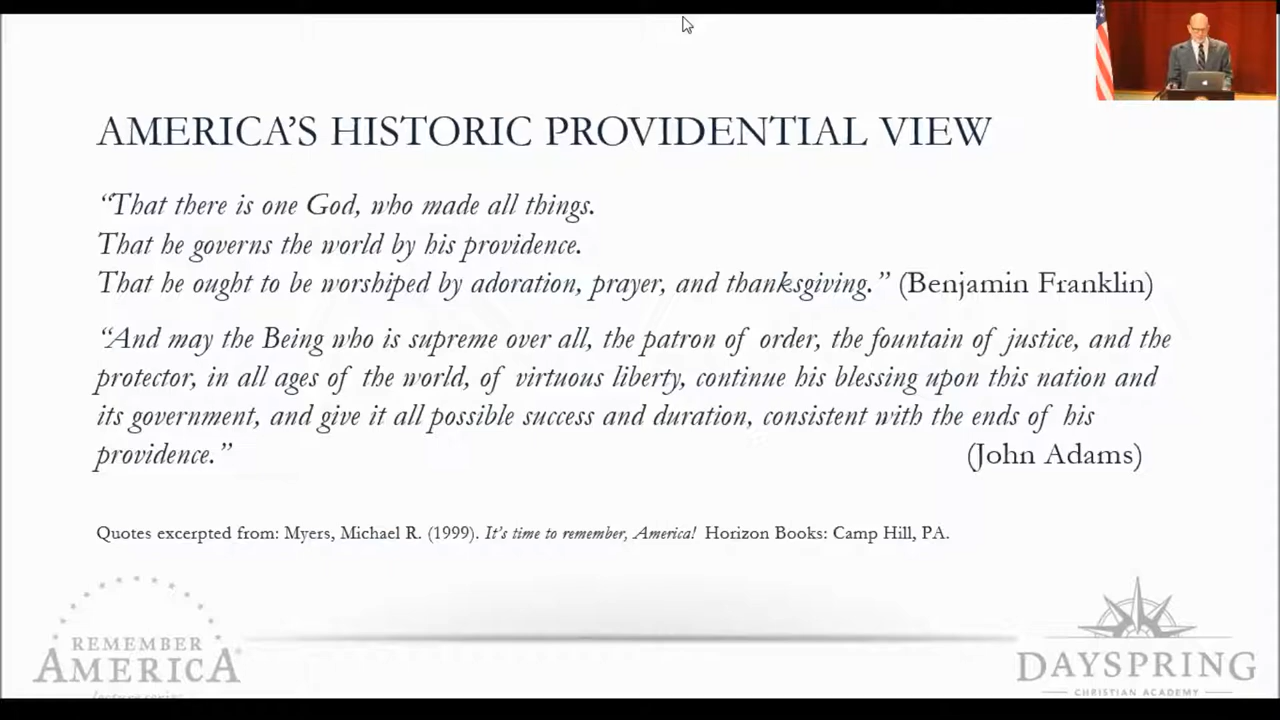 AMERICA’S HISTORIC PROVIDENTIAL VIEW
“That there is one God, who made all things.
That he governs the world by his providence.
That he ought to be worshiped by adoration, prayer, and thanksgiving.” (Benjamin Franklin)
“And may the Being who is supreme over all, the patron of order, the fountain of justice, and the
protector, in all ages of the world, of virtuous liberty, continue his blessing upon this nation and
its government, and give it all possible success and duration, consistent with the ends of his
providence.” (John Adams)
Quotes excerpted from: Myers, Michael R. (1999). It’s time to remember, America! Horizon Books: Camp Hill, PA.
REMEMBER
AMERICA
lecture series
DAYSPRING
CHRISTIAN ACADEMY